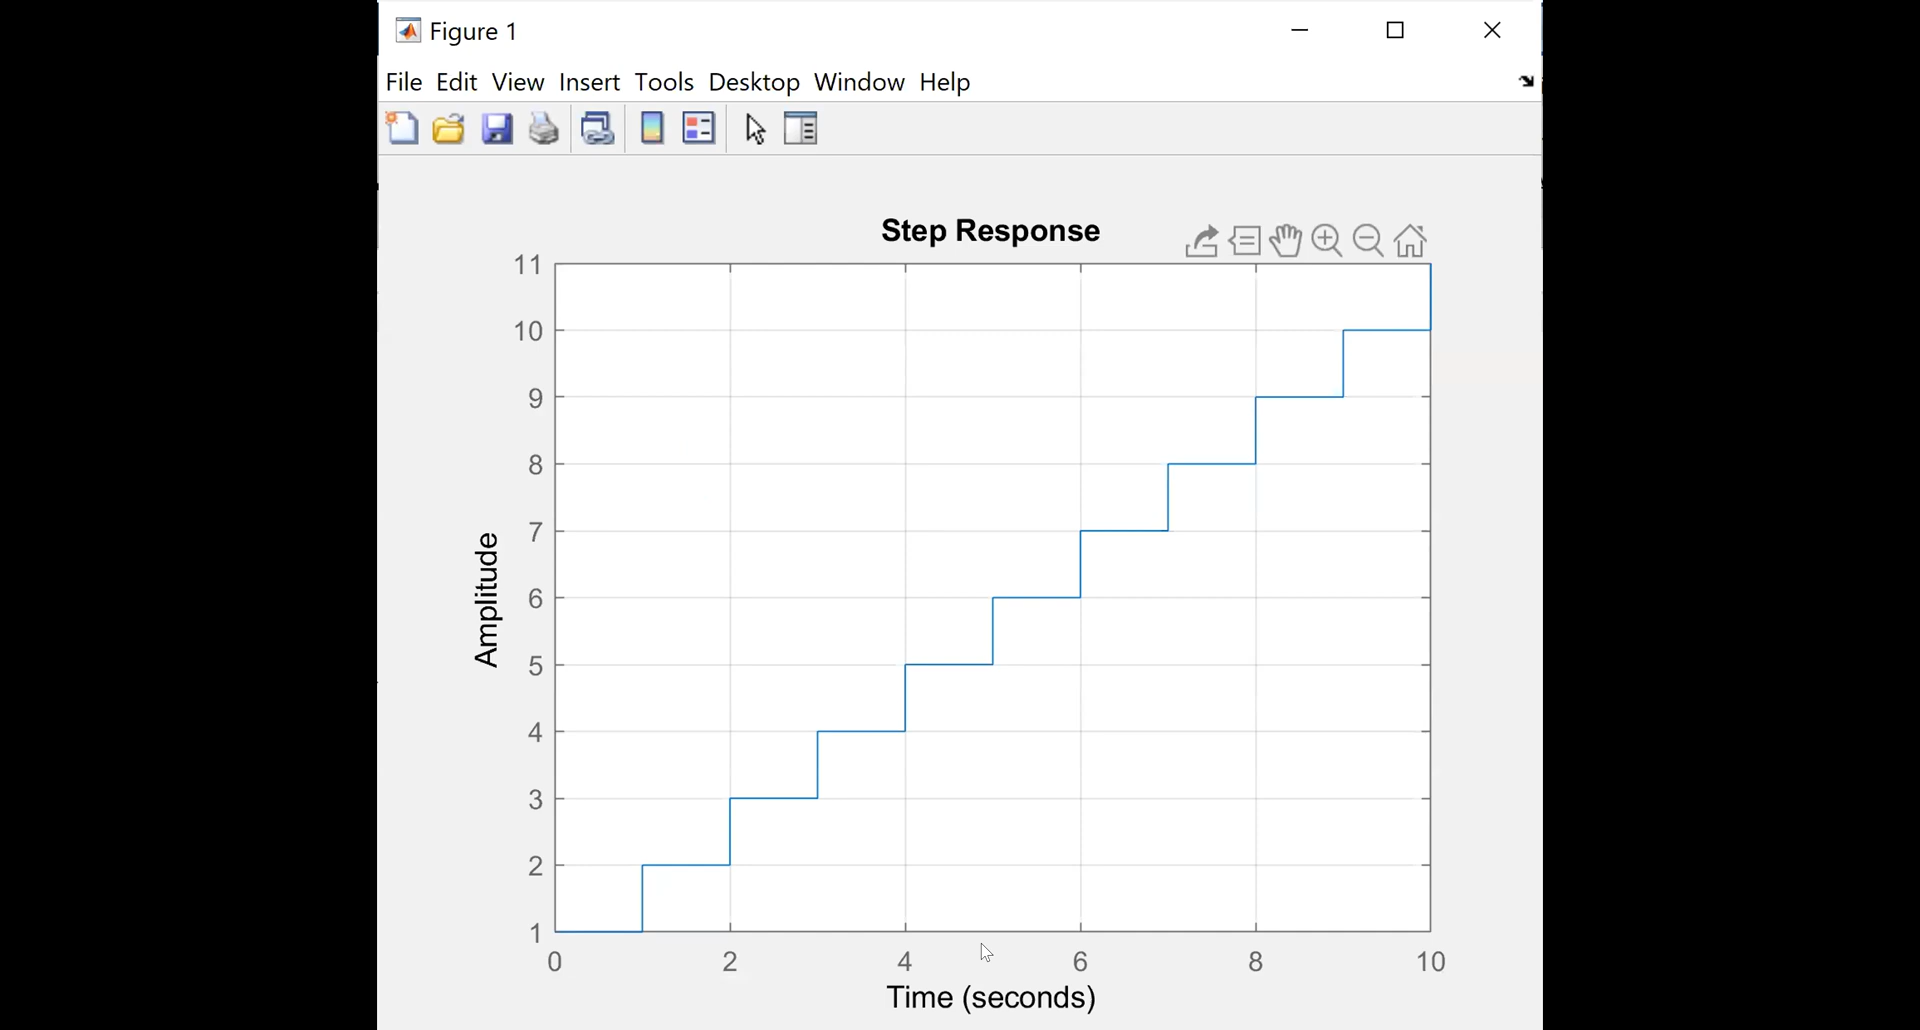 Figure 1
File Edit View Insert Tools Desktop Window Help
Step Response
11
10
9
8
7
6
5
4
3
2
1
Amplitude
0 2 4 6 8 10
Time (seconds)